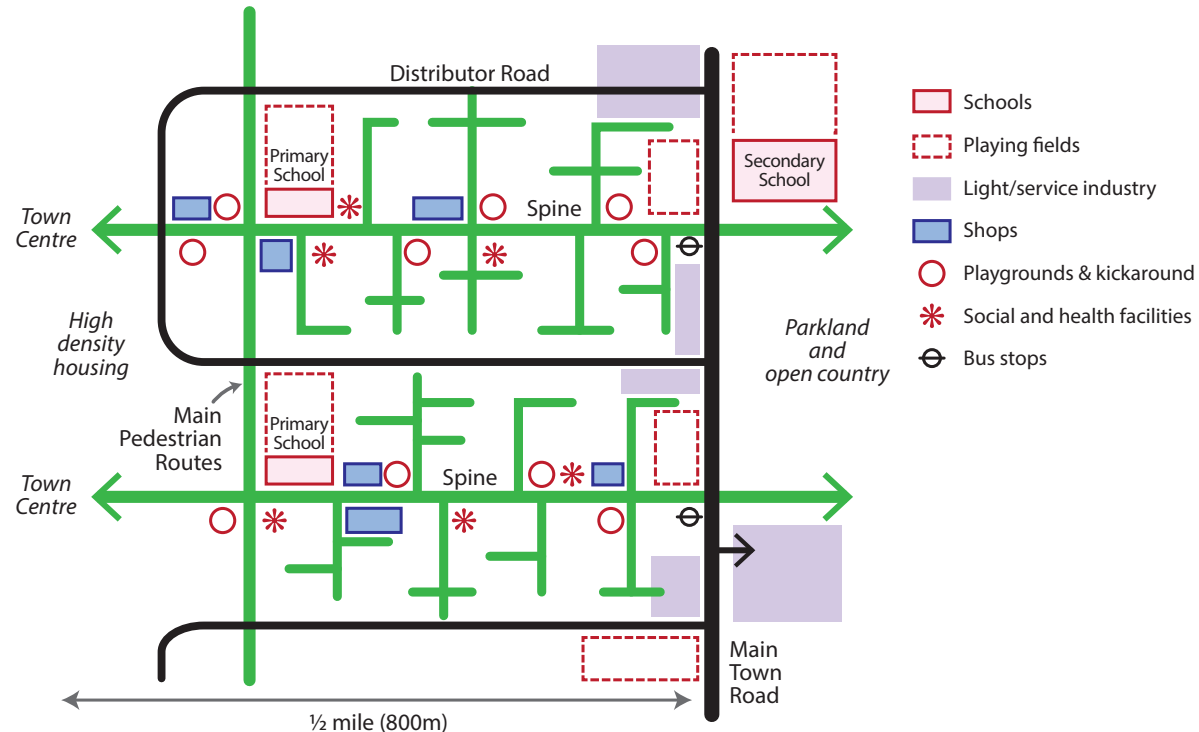 Distributor Road
Primary
School
Secondary
School
Town
Centre
Spine
High
density
housing
Parkland
and
open country
Main
Pedestrian
Routes
Primary
School
Town
Centre
Spine
Main
Town
Road
½ mile (800m)
Schools
Playing fields
Light/service industry
Shops
Playgrounds & kickaround
Social and health facilities
Bus stops